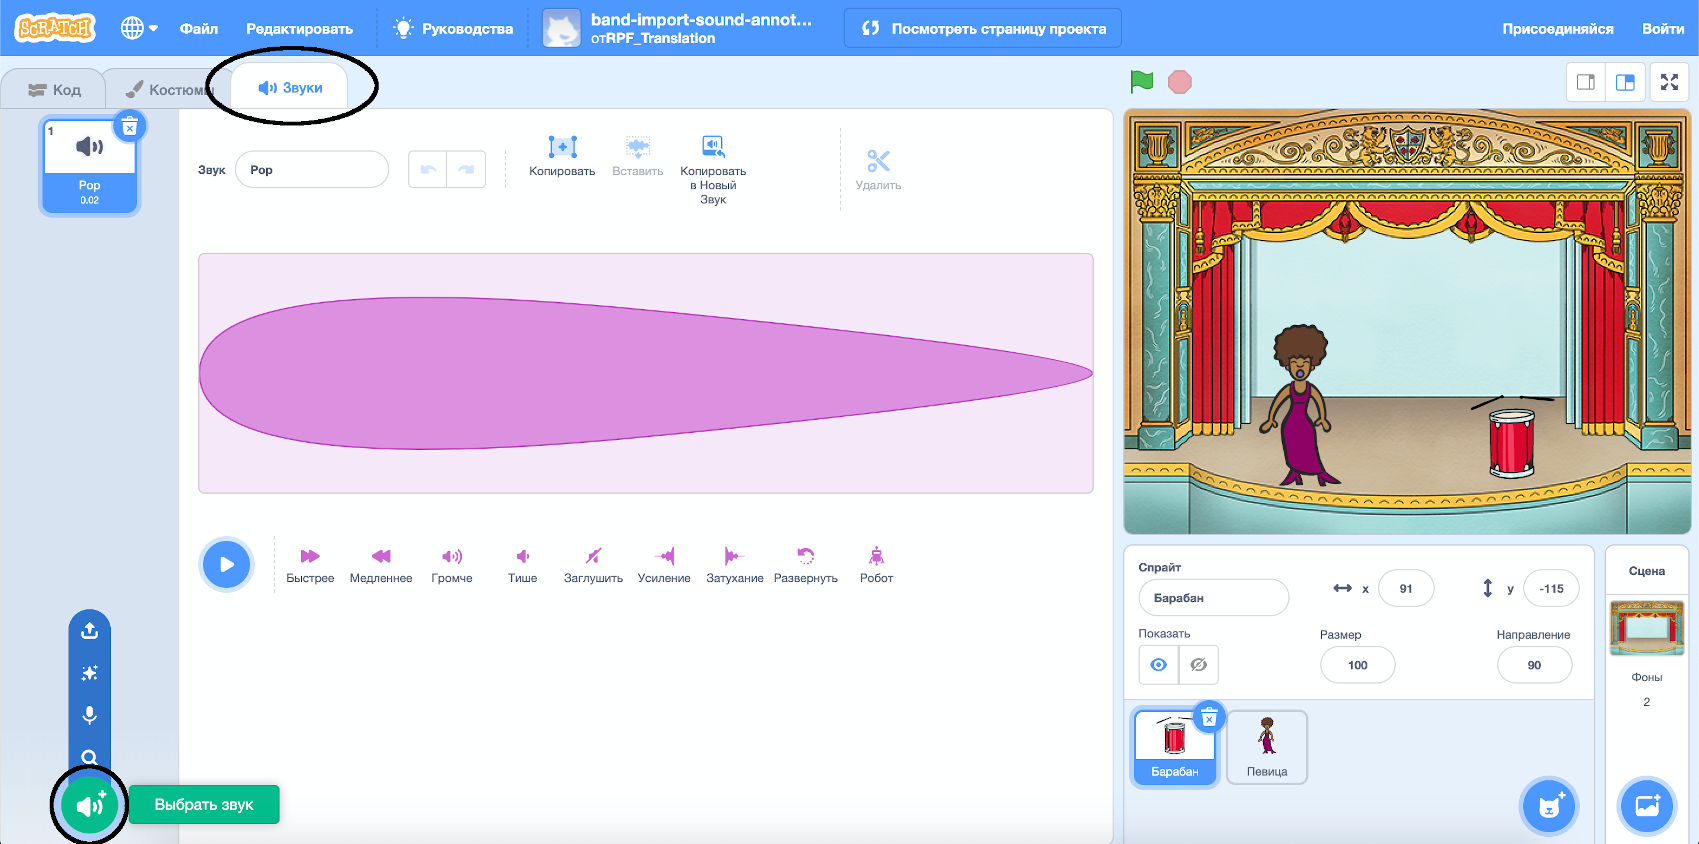 SCRATCH
Файл
Редактировать
Руководства
band-import-sound-annot...
отRPF_Translation
Посмотреть страницу проекта
Присоединяйся
Войти
Код
Костюмы
Звуки
1
Pop
0.02
Звук
Pop
Копировать
Вставить
Копировать
в Новый
Звук
Удалить
Быстрее
Медленнее
Громче
Тише
Заглушить
Усиление
Затухание
Развернуть
Робот
Выбрать звук
Спрайт
Барабан
x
91
y
-115
Показать
Размер
100
Направление
90
Барабан
Певица
Сцена
Фоны
2